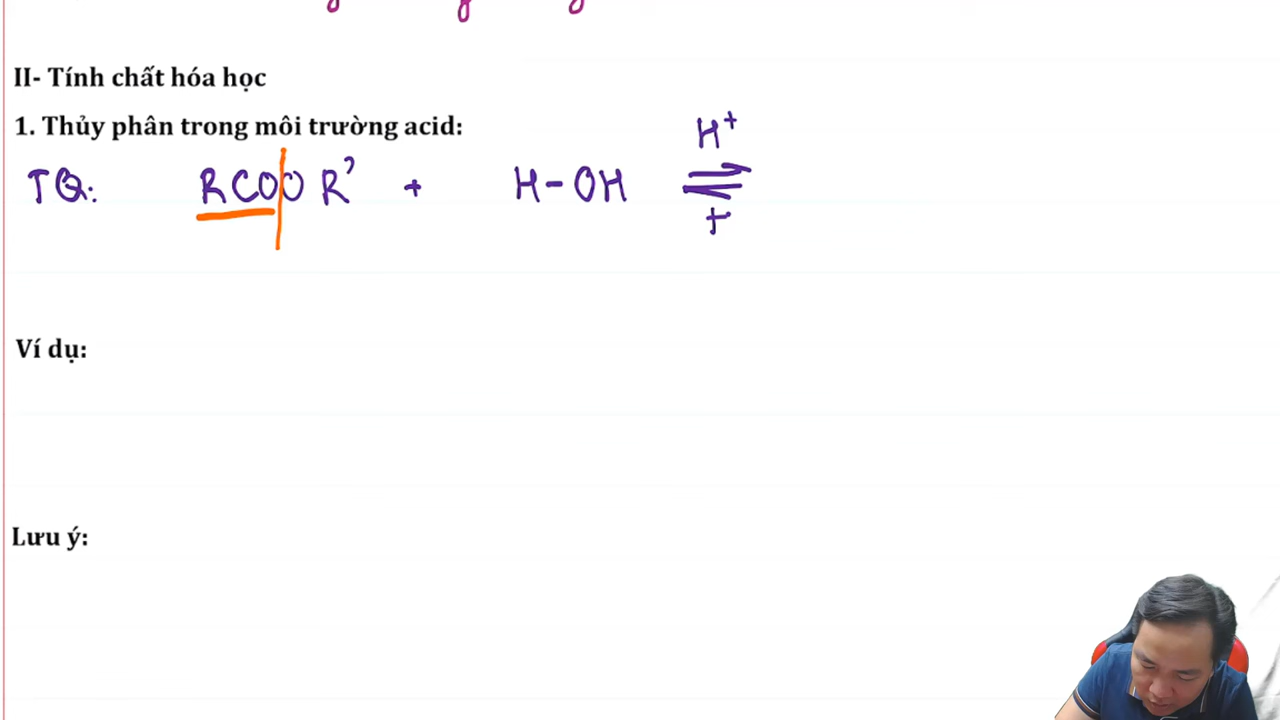 II- Tính chất hóa học
1. Thủy phân trong môi trường acid:
H+
TQ: RCOOR' + H-OH ⇌
t
Ví dụ:
Lưu ý: